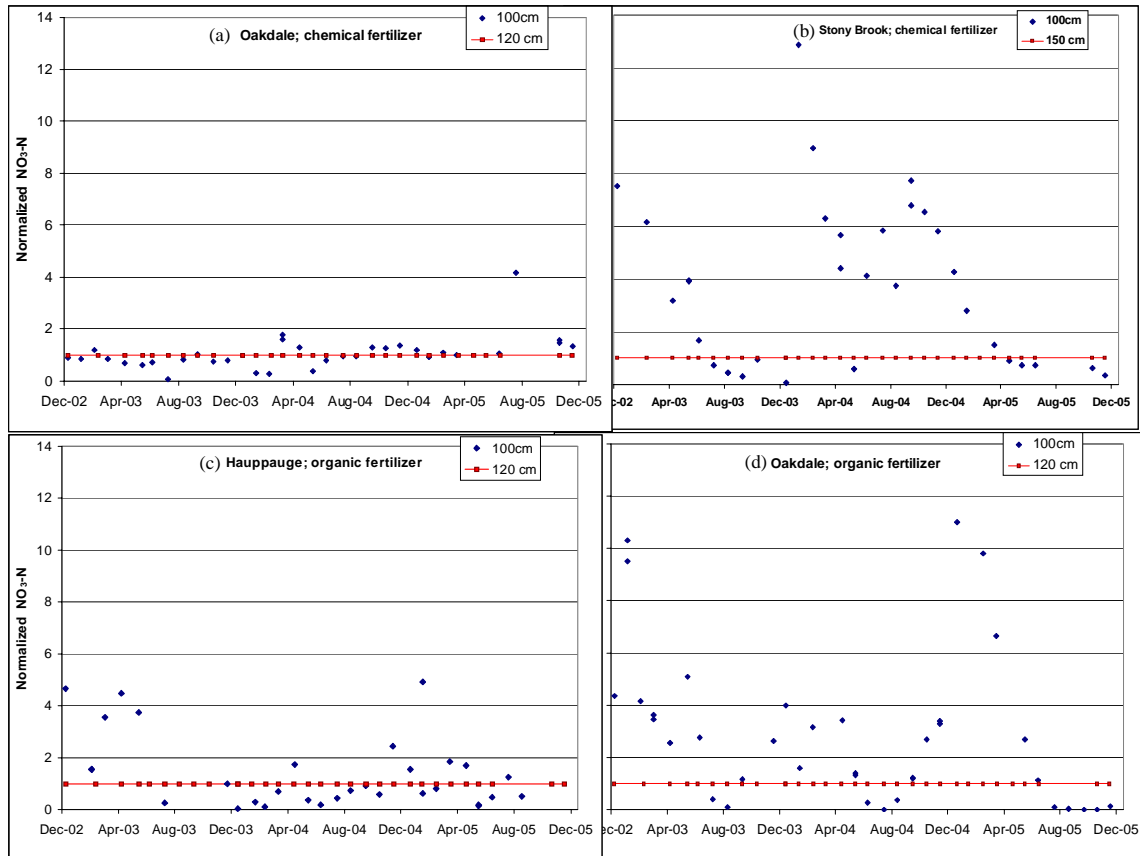 (a) Oakdale; chemical fertilizer
100cm
120 cm
Normalized NO₃-N
14
12
10
8
6
4
2
0
Dec-02 Apr-03 Aug-03 Dec-03 Apr-04 Aug-04 Dec-04 Apr-05 Aug-05 Dec-05
(b) Stony Brook; chemical fertilizer
100cm
150 cm
c-02 Apr-03 Aug-03 Dec-03 Apr-04 Aug-04 Dec-04 Apr-05 Aug-05 Dec-05
(c) Hauppauge; organic fertilizer
100cm
120 cm
Normalized NO₃-N
14
12
10
8
6
4
2
0
Dec-02 Apr-03 Aug-03 Dec-03 Apr-04 Aug-04 Dec-04 Apr-05 Aug-05 Dec-05
(d) Oakdale; organic fertilizer
100cm
120 cm
ec-02 Apr-03 Aug-03 Dec-03 Apr-04 Aug-04 Dec-04 Apr-05 Aug-05 Dec-05